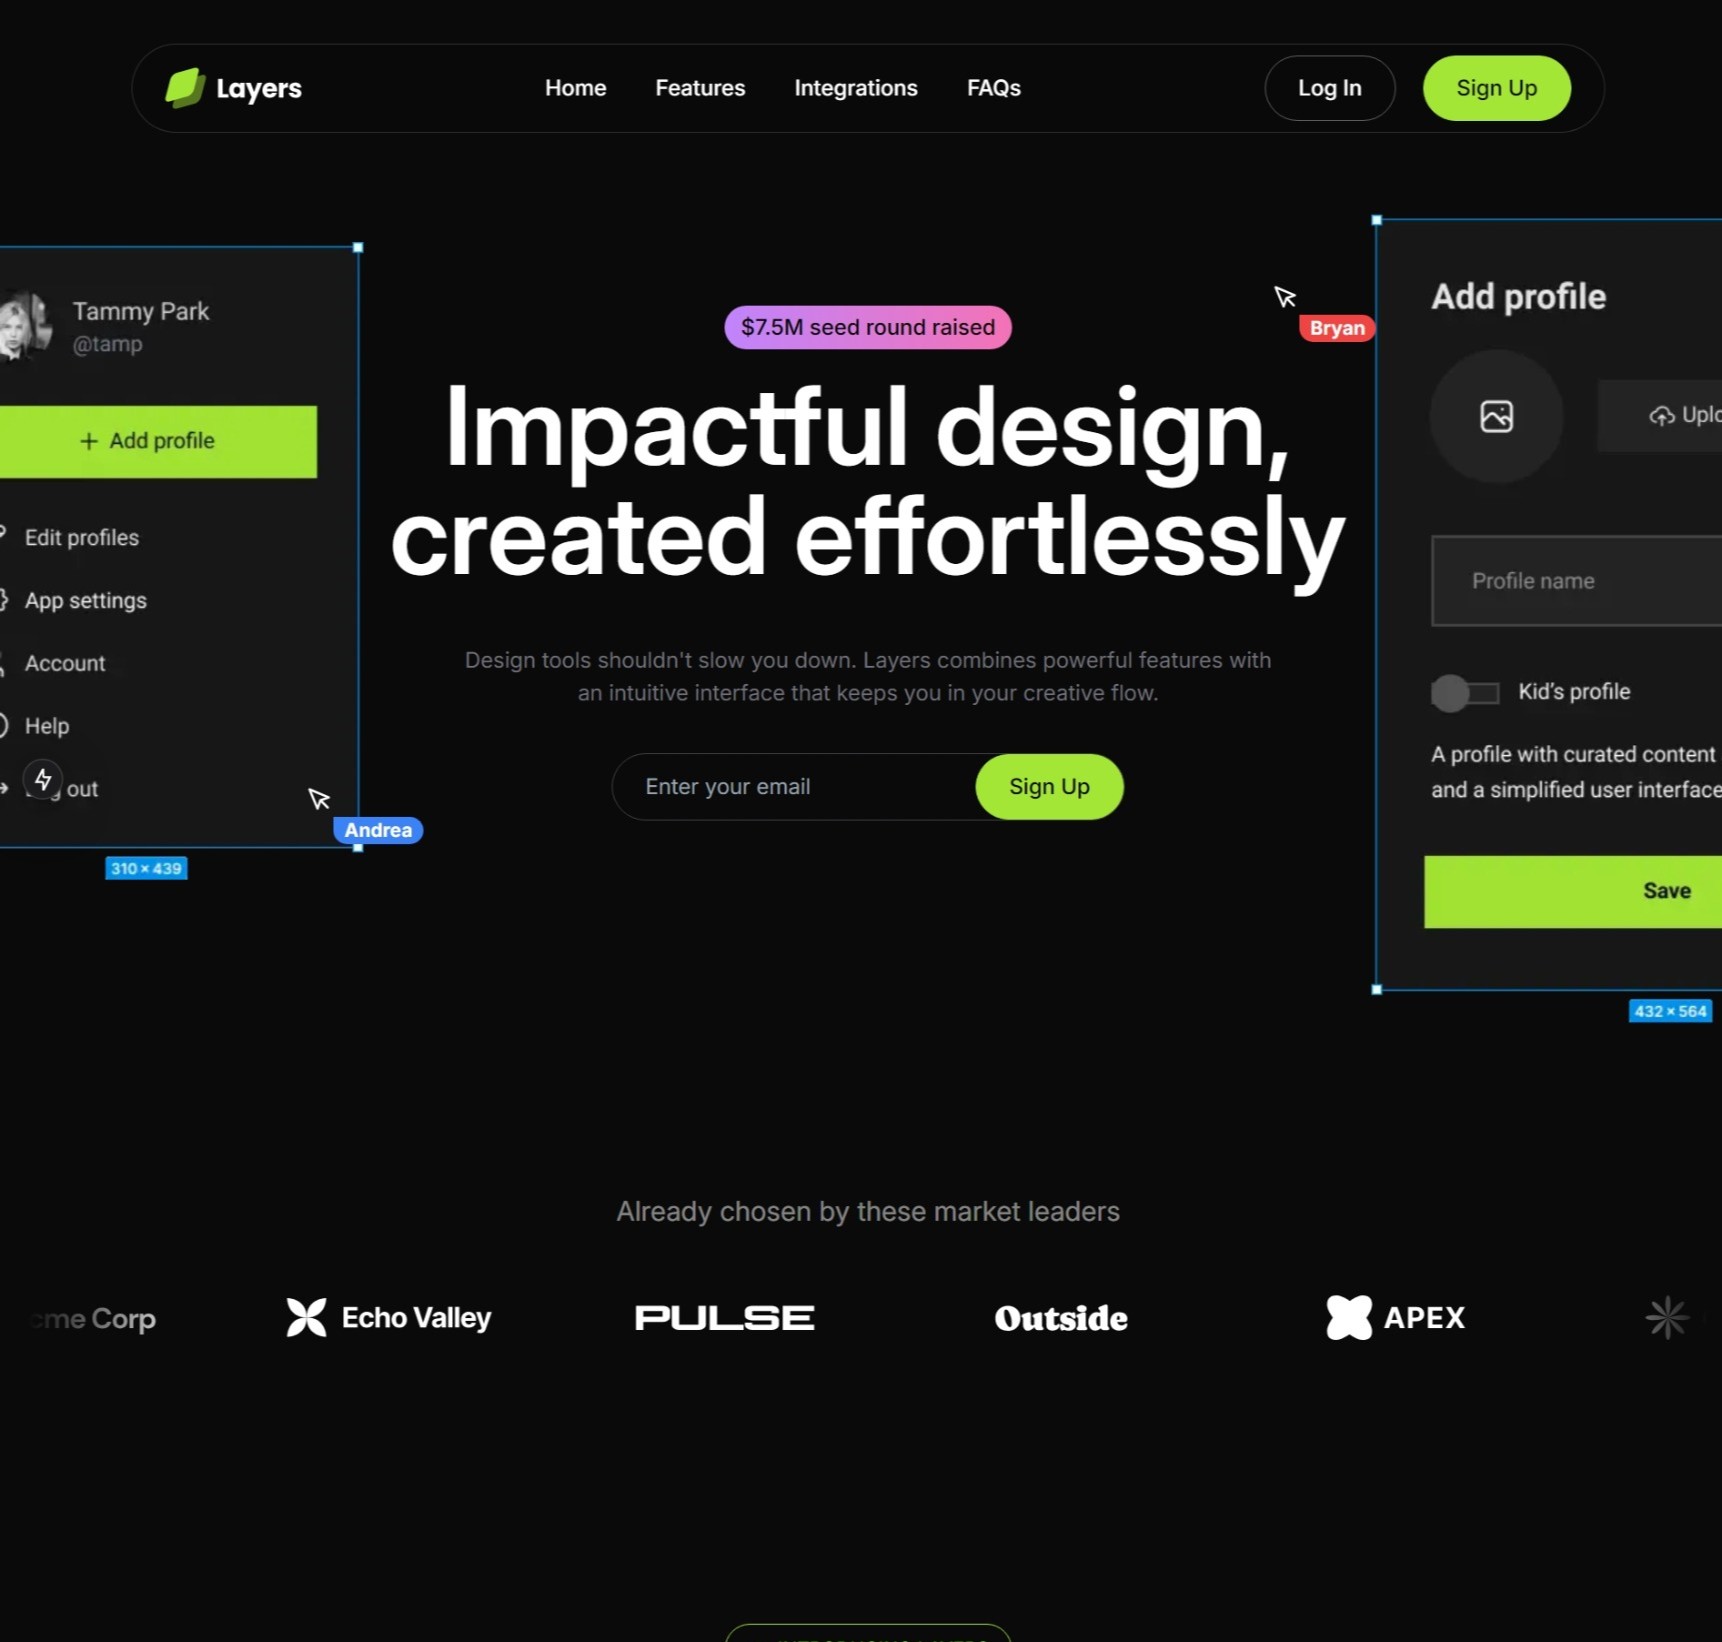 Layers
Home
Features
Integrations
FAQs
Log In
Sign Up
Tammy Park
@tamp
+ Add profile
Edit profiles
App settings
Account
Help
out
Andrea
310 × 439
$7.5M seed round raised
Impactful design,
created effortlessly
Design tools shouldn't slow you down. Layers combines powerful features with
an intuitive interface that keeps you in your creative flow.
Enter your email
Sign Up
Bryan
Add profile
Profile name
Kid's profile
A profile with curated content
and a simplified user interface
Save
432 × 564
Already chosen by these market leaders
Corp
Echo Valley
PULSE
Outside
APEX